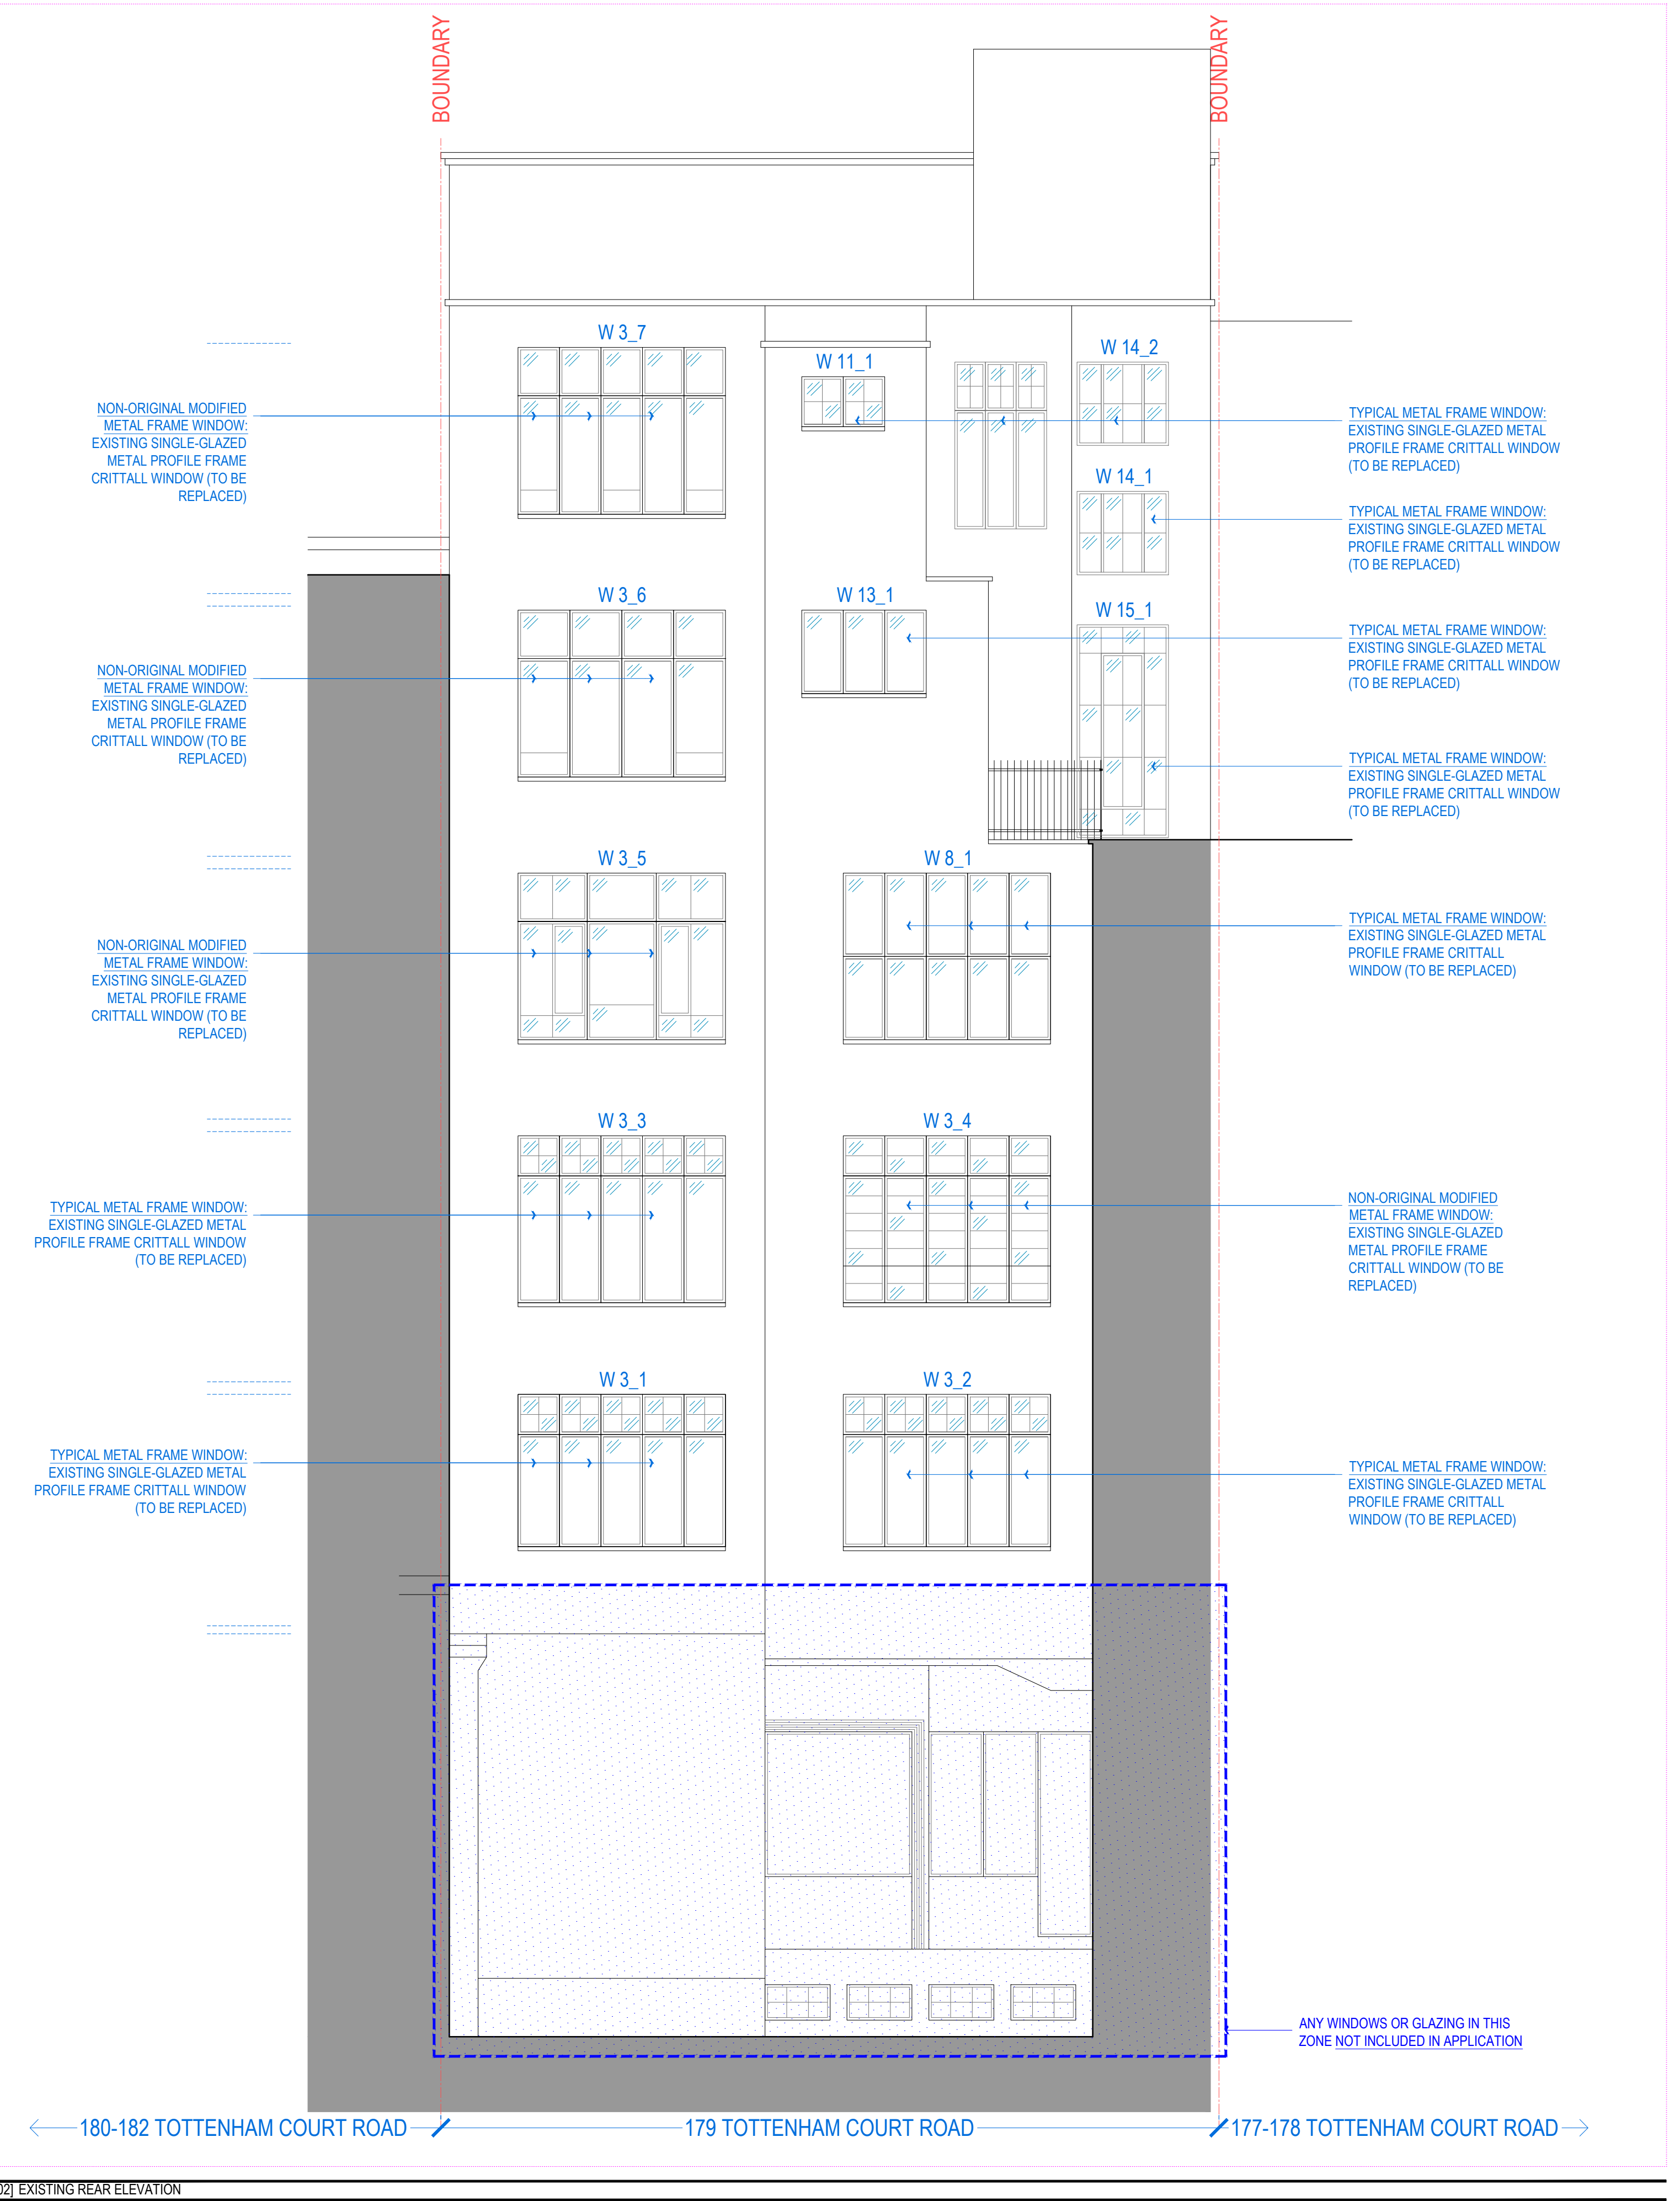 BOUNDARY
BOUNDARY
W 3_7
W 11_1
W 14_2
NON-ORIGINAL MODIFIED
METAL FRAME WINDOW:
EXISTING SINGLE-GLAZED
METAL PROFILE FRAME
CRITTALL WINDOW (TO BE
REPLACED)
TYPICAL METAL FRAME WINDOW:
EXISTING SINGLE-GLAZED METAL
PROFILE FRAME CRITTALL WINDOW
(TO BE REPLACED)
W 14_1
TYPICAL METAL FRAME WINDOW:
EXISTING SINGLE-GLAZED METAL
PROFILE FRAME CRITTALL WINDOW
(TO BE REPLACED)
W 3_6
W 13_1
W 15_1
NON-ORIGINAL MODIFIED
METAL FRAME WINDOW:
EXISTING SINGLE-GLAZED
METAL PROFILE FRAME
CRITTALL WINDOW (TO BE
REPLACED)
TYPICAL METAL FRAME WINDOW:
EXISTING SINGLE-GLAZED METAL
PROFILE FRAME CRITTALL WINDOW
(TO BE REPLACED)
TYPICAL METAL FRAME WINDOW:
EXISTING SINGLE-GLAZED METAL
PROFILE FRAME CRITTALL WINDOW
(TO BE REPLACED)
W 3_5
W 8_1
NON-ORIGINAL MODIFIED
METAL FRAME WINDOW:
EXISTING SINGLE-GLAZED
METAL PROFILE FRAME
CRITTALL WINDOW (TO BE
REPLACED)
TYPICAL METAL FRAME WINDOW:
EXISTING SINGLE-GLAZED METAL
PROFILE FRAME CRITTALL
WINDOW (TO BE REPLACED)
W 3_3
W 3_4
TYPICAL METAL FRAME WINDOW:
EXISTING SINGLE-GLAZED METAL
PROFILE FRAME CRITTALL WINDOW
(TO BE REPLACED)
NON-ORIGINAL MODIFIED
METAL FRAME WINDOW:
EXISTING SINGLE-GLAZED
METAL PROFILE FRAME
CRITTALL WINDOW (TO BE
REPLACED)
W 3_1
W 3_2
TYPICAL METAL FRAME WINDOW:
EXISTING SINGLE-GLAZED METAL
PROFILE FRAME CRITTALL WINDOW
(TO BE REPLACED)
TYPICAL METAL FRAME WINDOW:
EXISTING SINGLE-GLAZED METAL
PROFILE FRAME CRITTALL
WINDOW (TO BE REPLACED)
ANY WINDOWS OR GLAZING IN THIS
ZONE NOT INCLUDED IN APPLICATION
180-182 TOTTENHAM COURT ROAD
179 TOTTENHAM COURT ROAD
177-178 TOTTENHAM COURT ROAD
02] EXISTING REAR ELEVATION